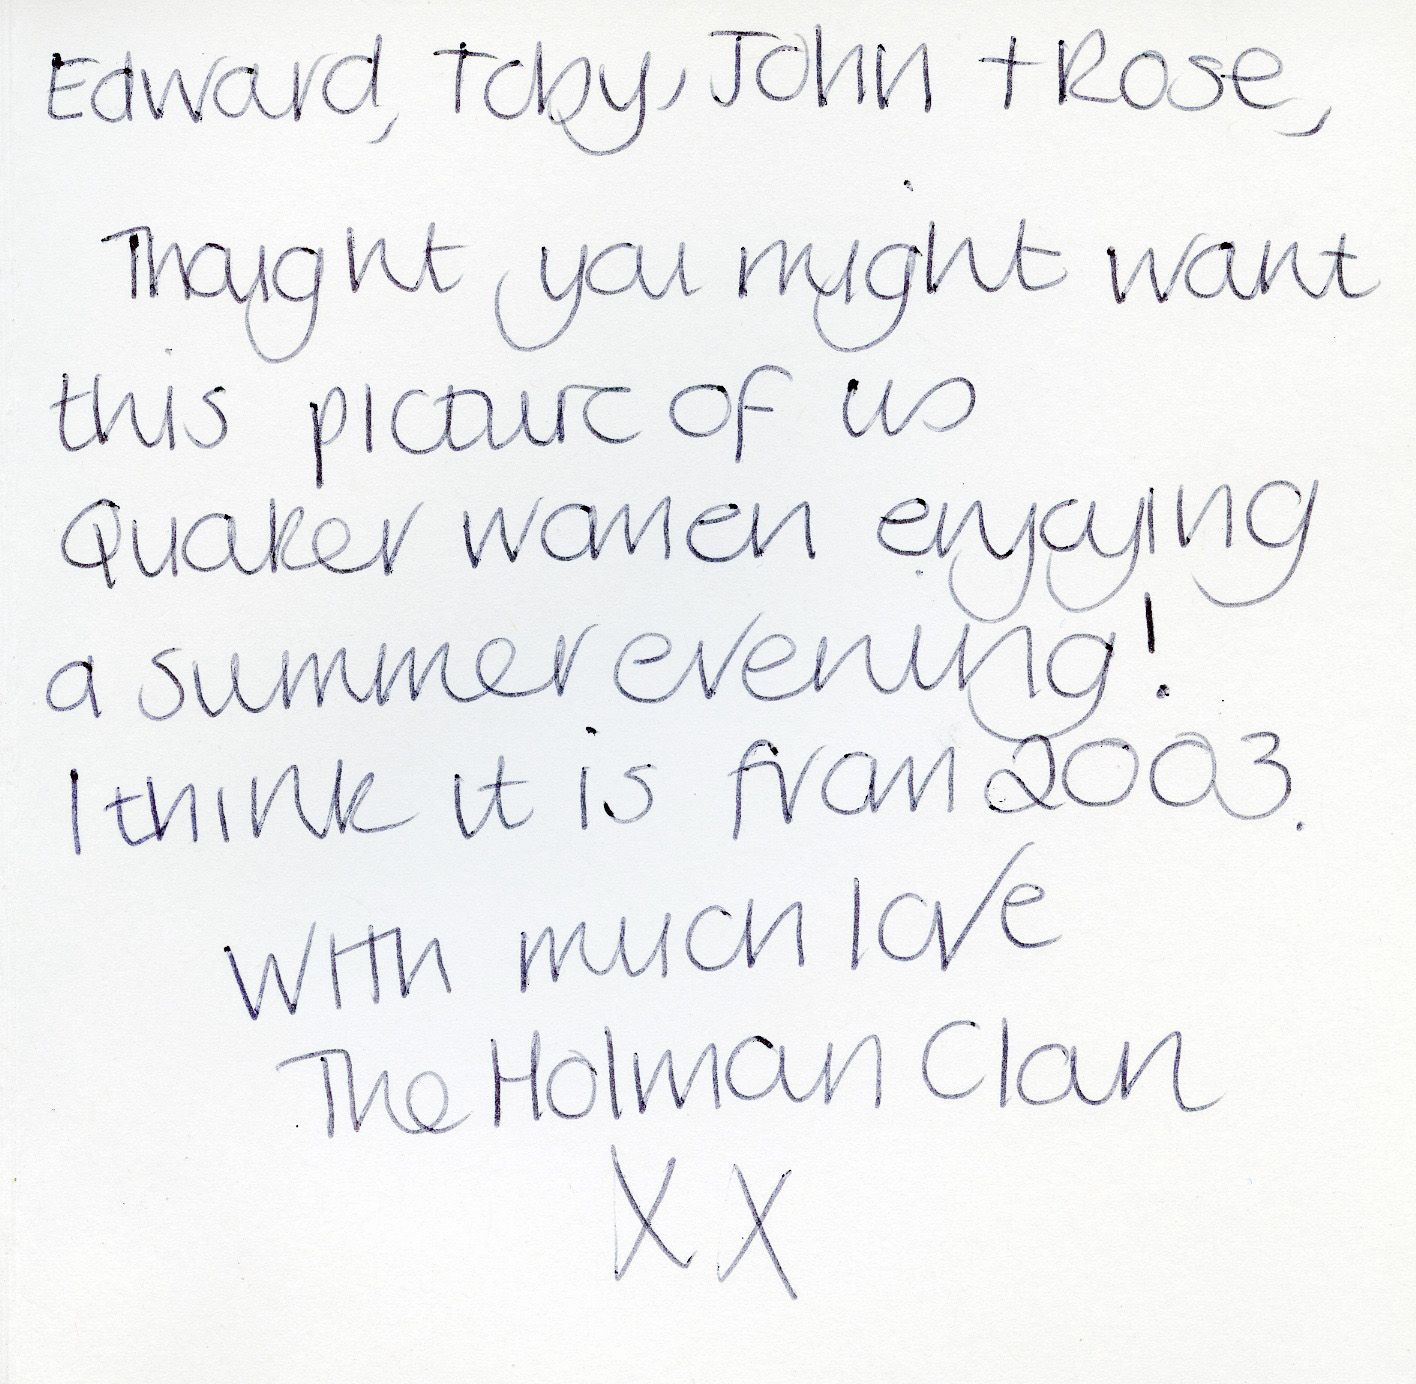 Edward, Toby, John + Rose,
Thought you might want
this picture of us
Quaker women enjoying
a summer evening!
I think it is from 2003.
With much love
The Holman Clan
X X